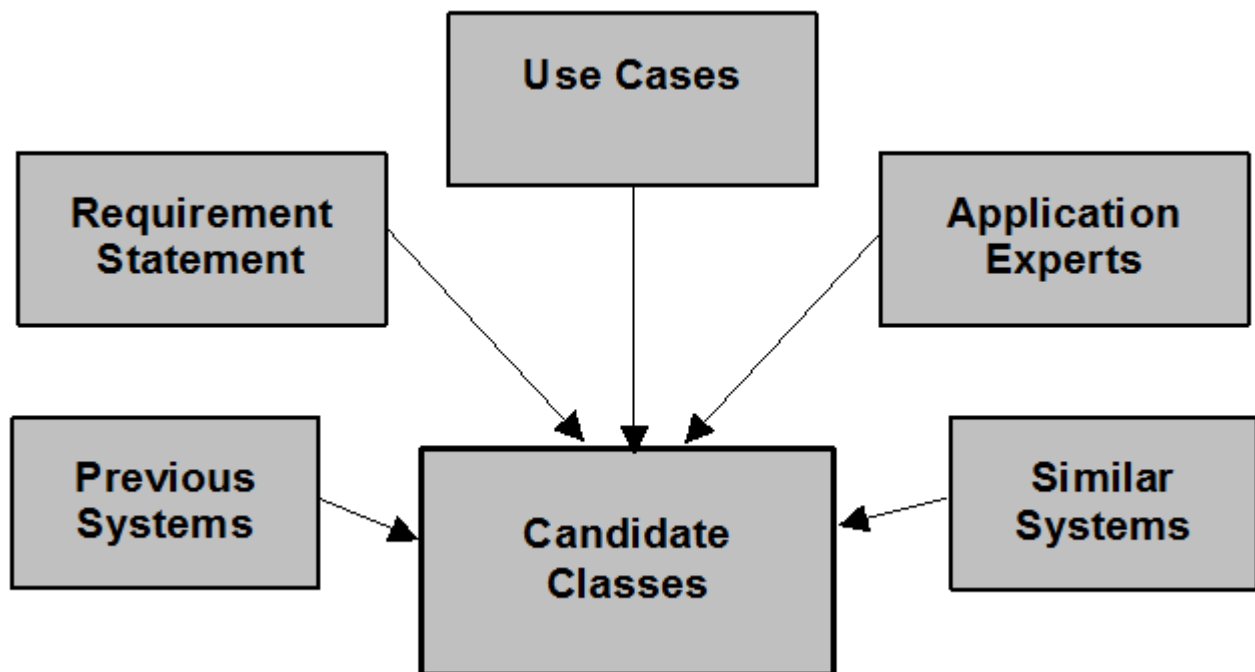 Use Cases
Requirement
Statement
Application
Experts
Previous
Systems
Candidate
Classes
Similar
Systems